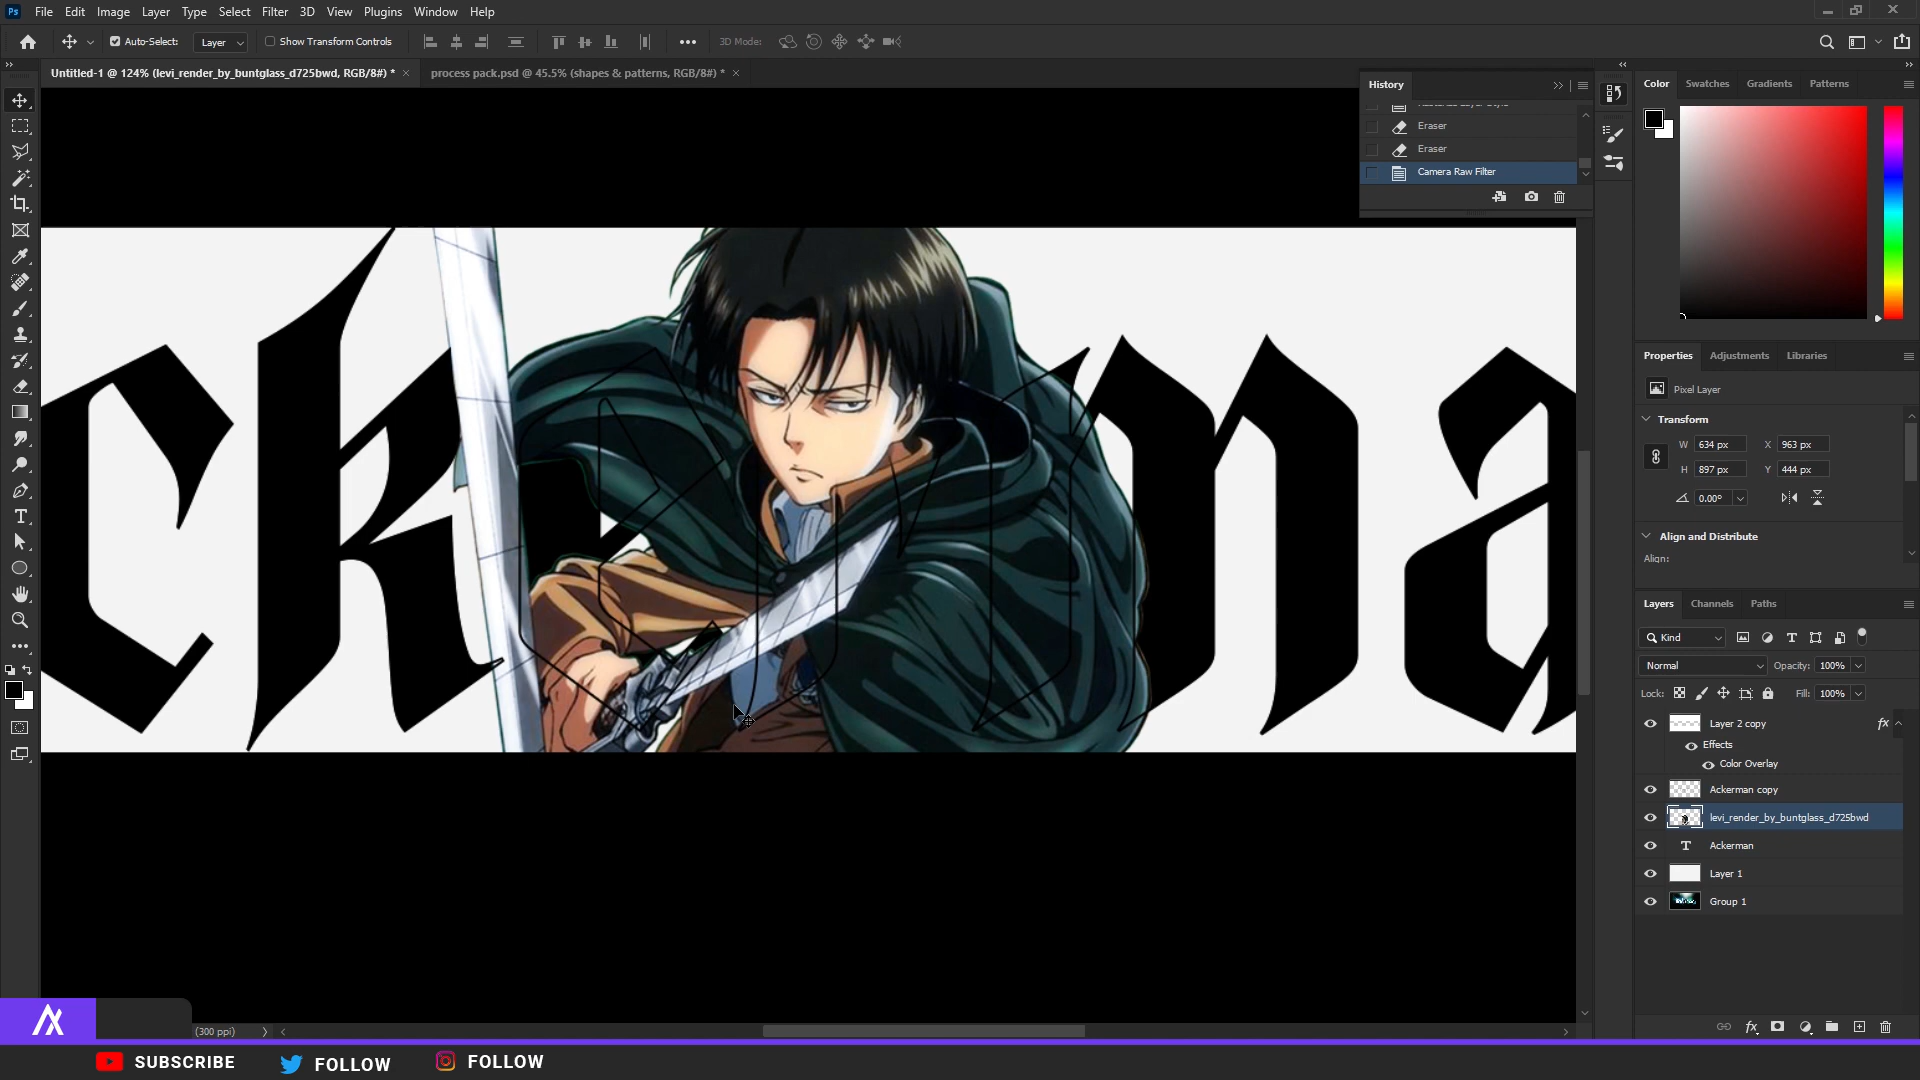 Ps File Edit Image Layer Type Select Filter 3D View Plugins Window Help
Auto-Select: Layer Show Transform Controls 3D Mode:
Untitled-1 @ 124% (levi_render_by_buntglass_d725bwd, RGB/8#) * × process pack.psd @ 45.5% (shapes & patterns, RGB/8#) * ×
History
Eraser
Eraser
Camera Raw Filter
Color Swatches Gradients Patterns
ckerma
Properties Adjustments Libraries
Pixel Layer
Transform
W 634 px X 963 px
H 897 px Y 444 px
0.00°
Align and Distribute
Align:
Layers Channels Paths
Kind
Normal Opacity: 100%
Lock: Fill: 100%
Layer 2 copy fx
Effects
Color Overlay
Ackerman copy
levi_render_by_buntglass_d725bwd
T Ackerman
Layer 1
Group 1
fx
(300 ppi)
SUBSCRIBE FOLLOW FOLLOW